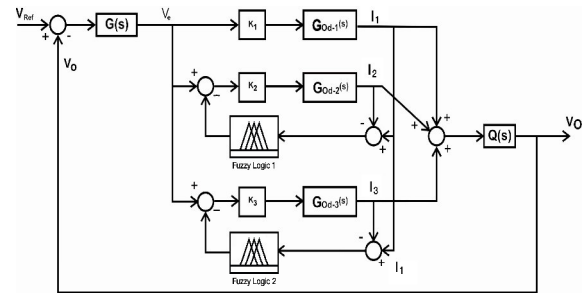 V_Ref
+
-
G(s)
V_e
K_1
G_Od-1(s)
I_1
V_O
+
−
K_2
G_Od-2(s)
I_2
-
+
Fuzzy Logic 1
+
+
+
Q(s)
V_O
+
−
K_3
G_Od-3(s)
I_3
-
+
I_1
Fuzzy Logic 2